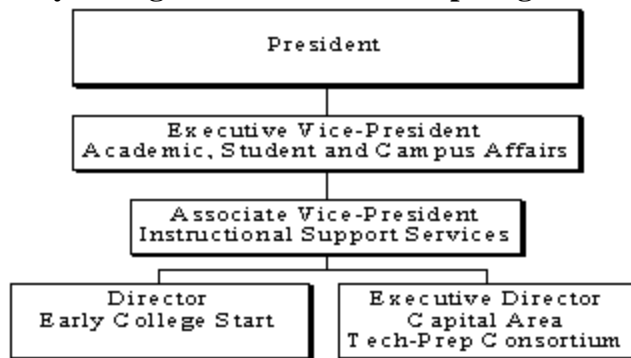 President
Executive Vice-President
Academic, Student and Campus Affairs
Associate Vice-President
Instructional Support Services
Director
Early College Start
Executive Director
Capital Area
Tech-Prep Consortium